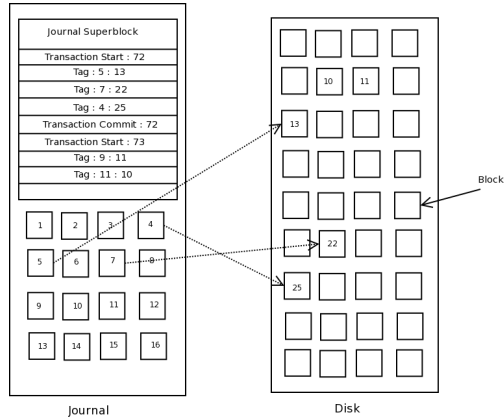 Journal Superblock
Transaction Start : 72
Tag : 5 : 13
Tag : 7 : 22
Tag : 4 : 25
Transaction Commit : 72
Transaction Start : 73
Tag : 9 : 11
Tag : 11 : 10
1 2 3 4
5 6 7 8
9 10 11 12
13 14 15 16
Journal
10 11
13
22
25
Block
Disk